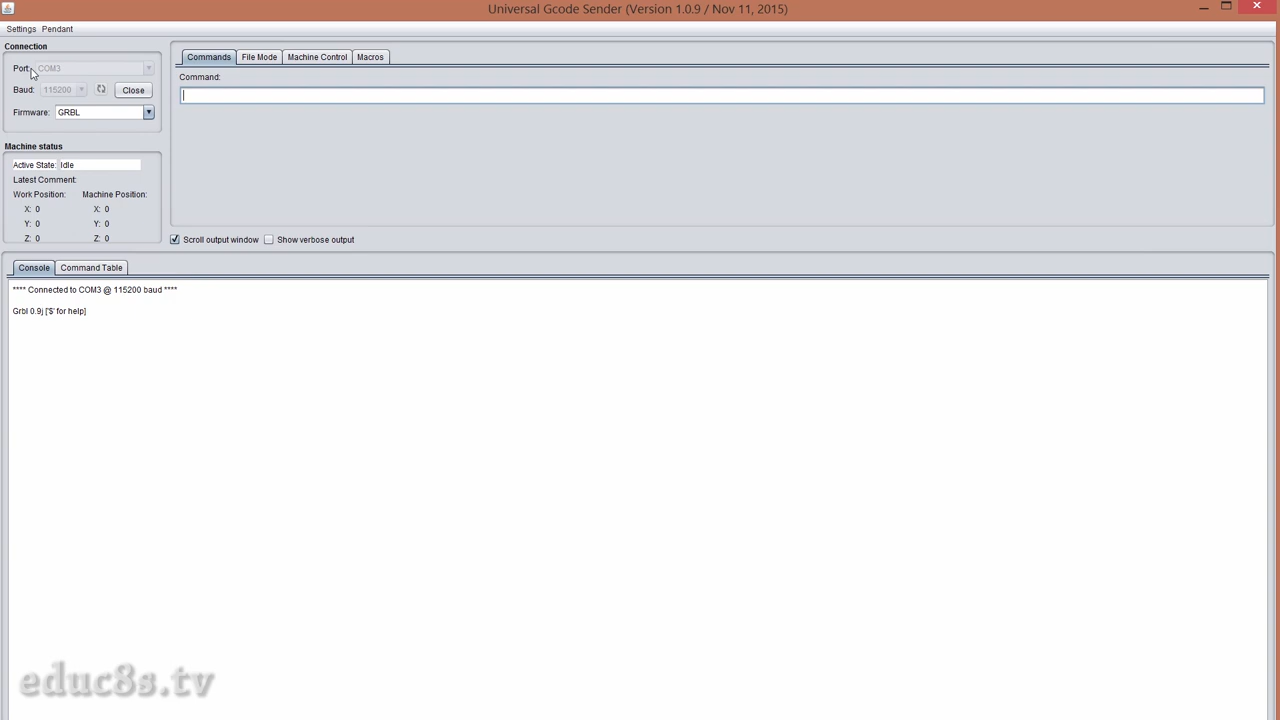 Universal Gcode Sender (Version 1.0.9 / Nov 11, 2015)
Settings Pendant
Connection
Port: COM3
Baud: 115200 Close
Firmware: GRBL
Machine status
Active State: Idle
Latest Comment:
Work Position: Machine Position:
X: 0 X: 0
Y: 0 Y: 0
Z: 0 Z: 0
Commands File Mode Machine Control Macros
Command:
Scroll output window Show verbose output
Console Command Table
**** Connected to COM3 @ 115200 baud ****
Grbl 0.9j ['$' for help]
educ8s.tv